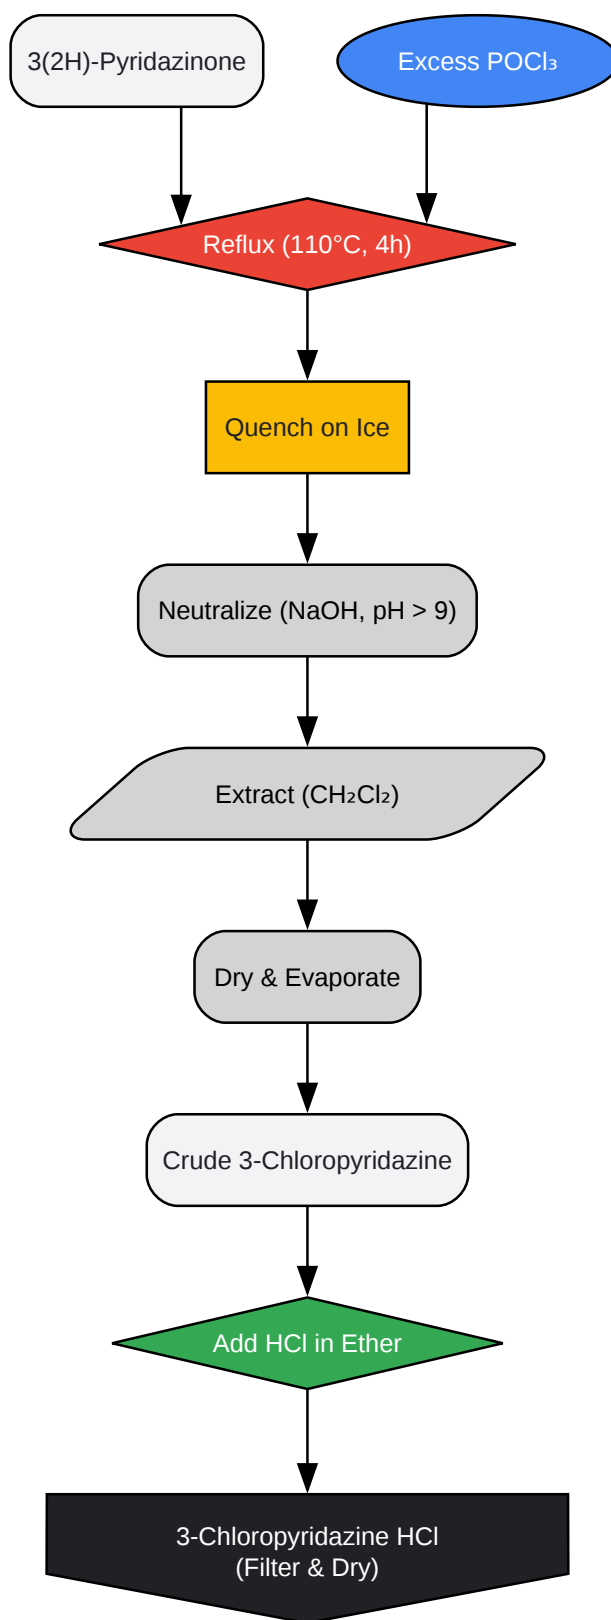 3(2H)-Pyridazinone
Excess POCl₃
Reflux (110°C, 4h)
Quench on Ice
Neutralize (NaOH, pH > 9)
Extract (CH₂Cl₂)
Dry & Evaporate
Crude 3-Chloropyridazine
Add HCl in Ether
3-Chloropyridazine HCl
(Filter & Dry)